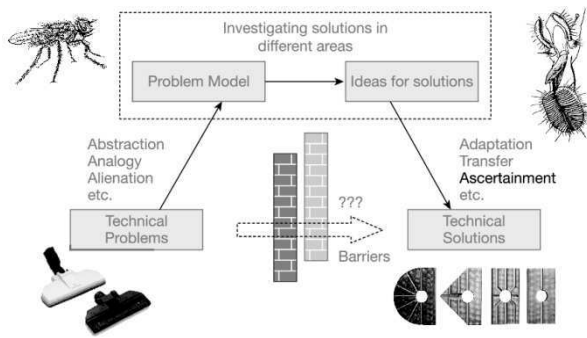 Investigating solutions in
different areas
Problem Model
Ideas for solutions
Abstraction
Analogy
Alienation
etc.
Adaptation
Transfer
Ascertainment
etc.
???
Technical
Problems
Barriers
Technical
Solutions